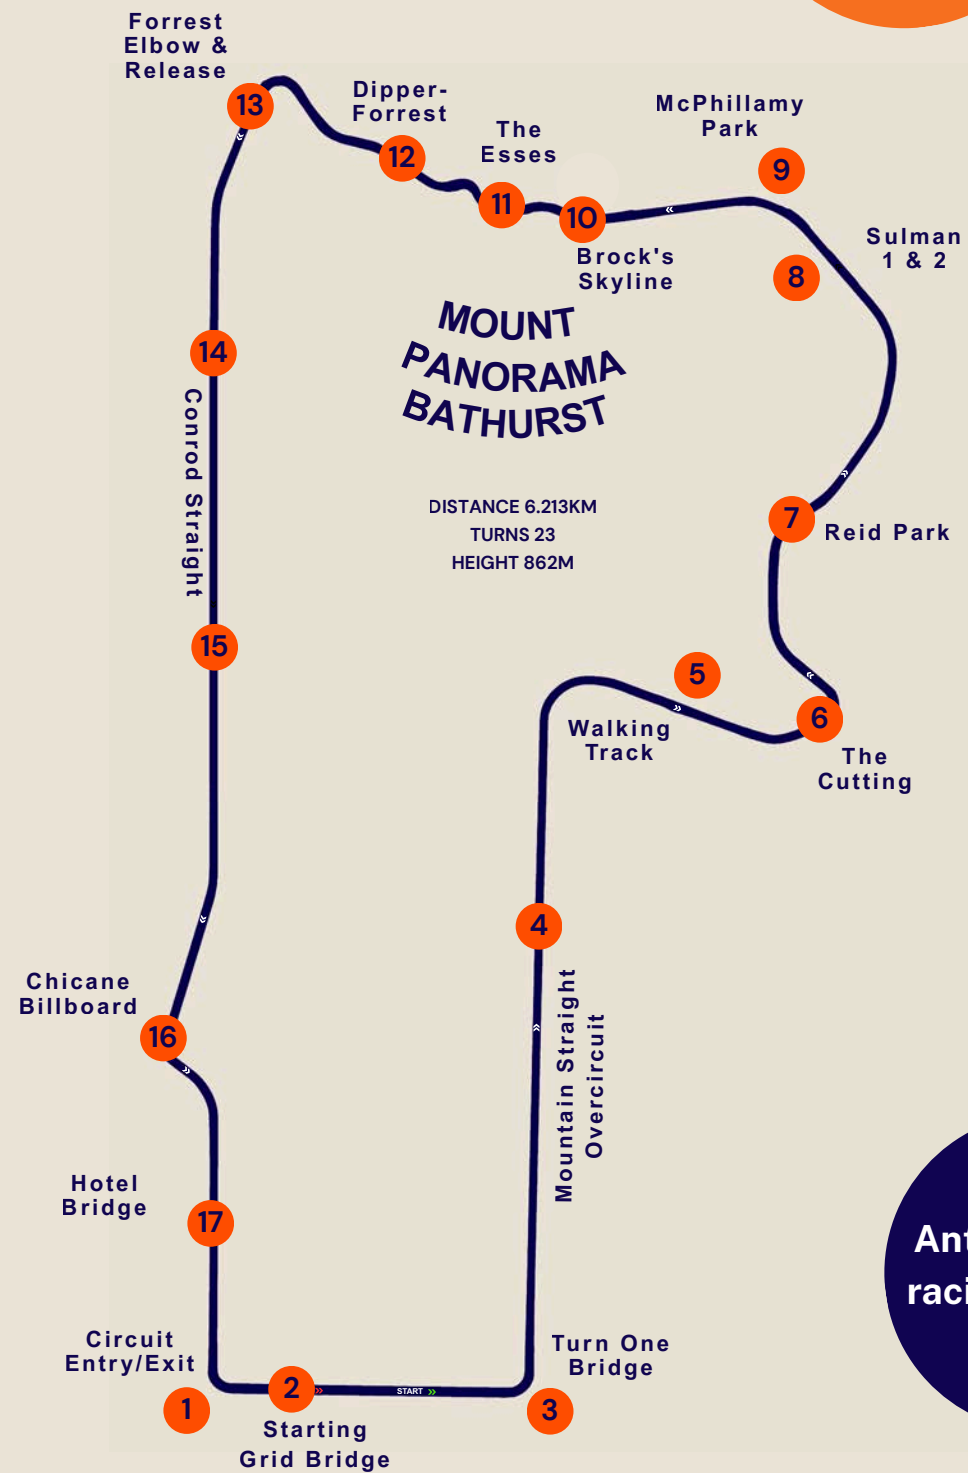 Forrest
Elbow &
Release
13
Dipper-
Forrest
12
The
Esses
11
10
Brock's
Skyline
McPhillamy
Park
9
Sulman
1 & 2
8
MOUNT
PANORAMA
BATHURST
DISTANCE 6.213KM
TURNS 23
HEIGHT 862M
14
Conrod Straight
15
7
Reid Park
5
Walking
Track
6
The
Cutting
4
Mountain Straight
Overcircuit
Chicane
Billboard
16
Hotel
Bridge
17
Ant
raci
Circuit
Entry/Exit
1
2
START
Starting
Grid Bridge
Turn One
Bridge
3